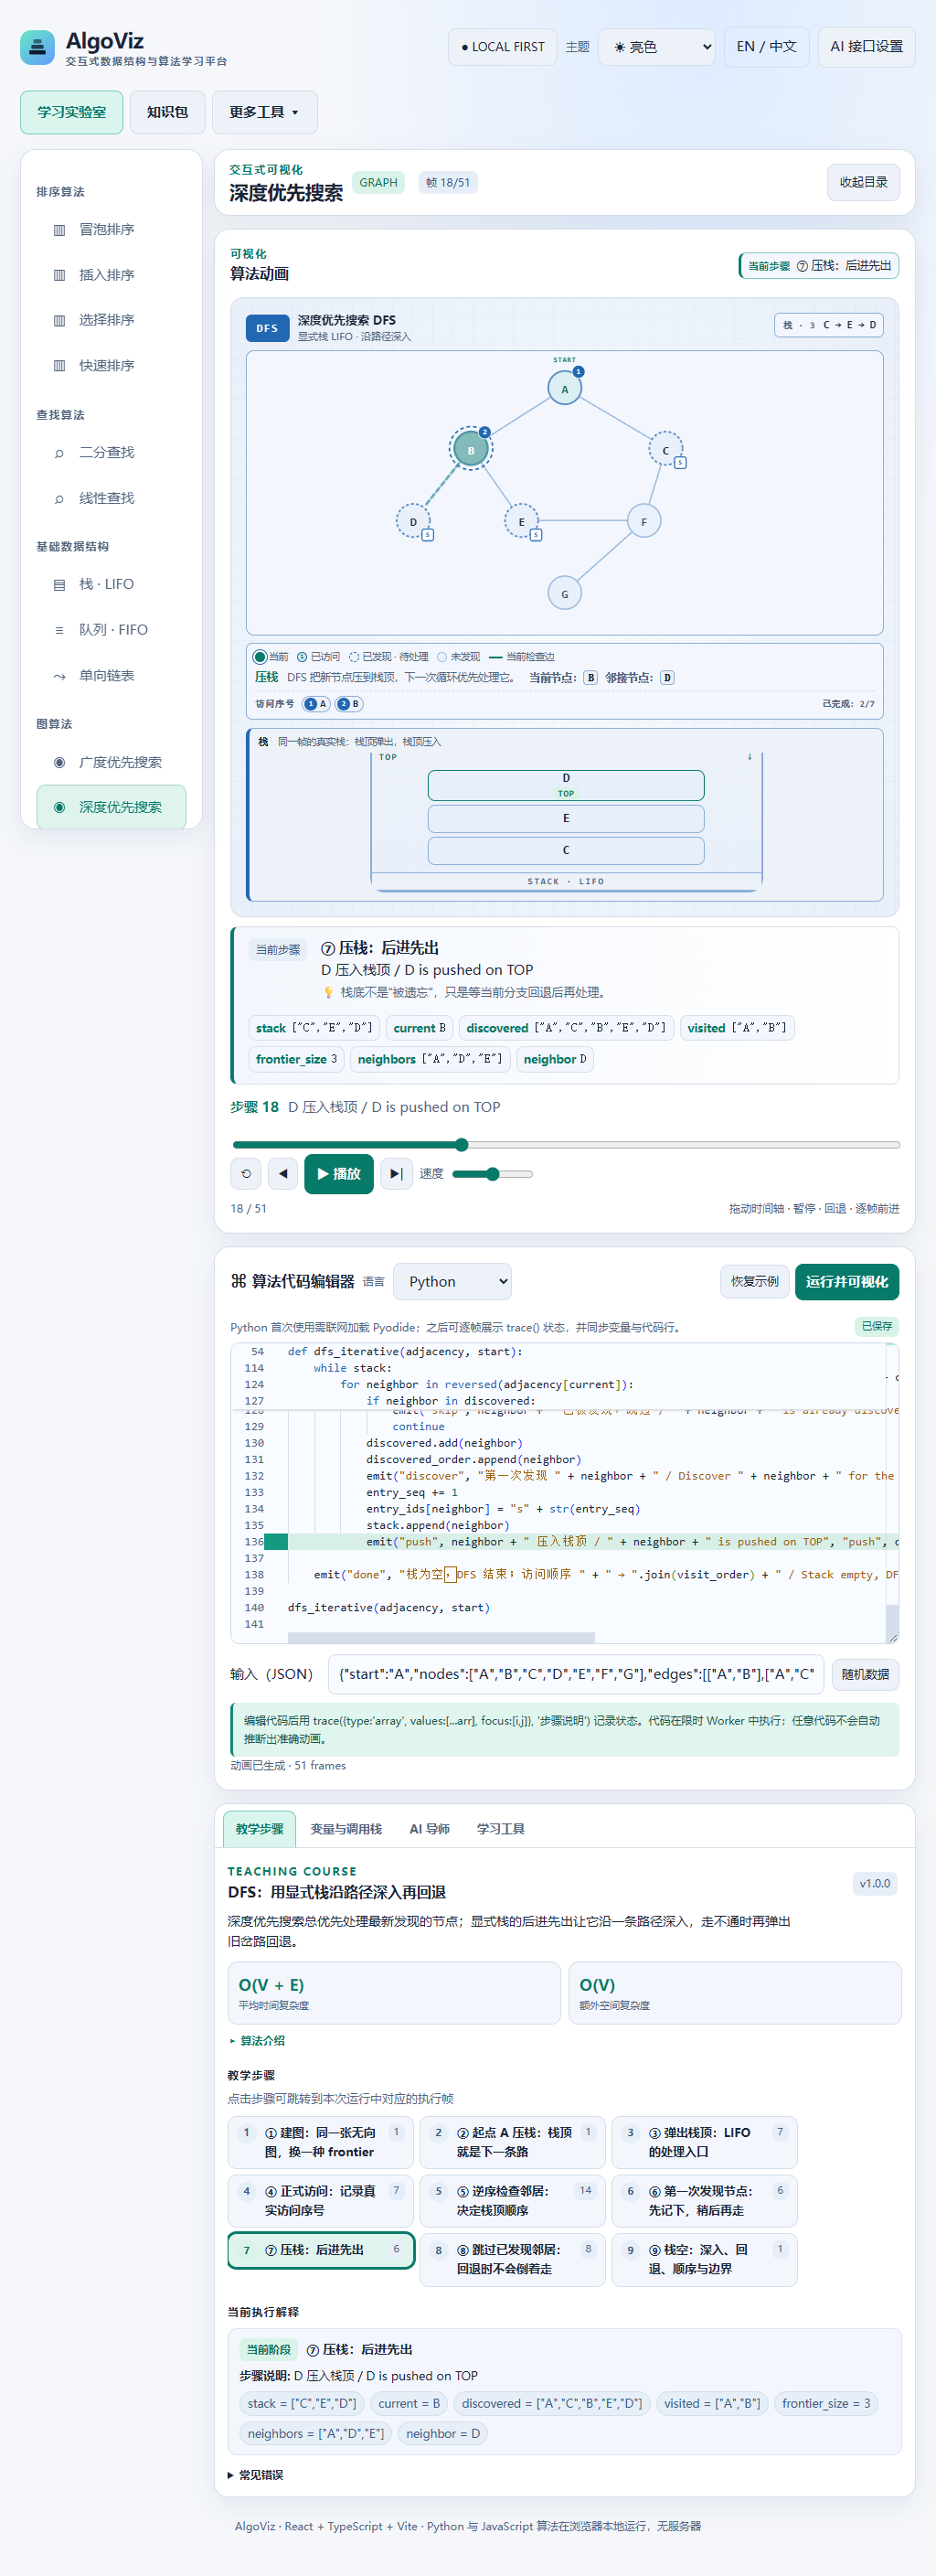 AlgoViz
交互式数据结构与算法学习平台
● LOCAL FIRST
主题
☀ 亮色
EN / 中文
AI 接口设置
学习实验室
知识包
更多工具 ▾
排序算法
冒泡排序
插入排序
选择排序
快速排序
查找算法
二分查找
线性查找
基础数据结构
栈 · LIFO
队列 · FIFO
单向链表
图算法
广度优先搜索
深度优先搜索
交互式可视化
深度优先搜索
GRAPH
帧 18/51
收起目录
可视化
算法动画
当前步骤 ⑦ 压栈：后进先出
DFS
深度优先搜索 DFS
显式栈 LIFO · 沿路径深入
栈 · 3 C → E → D
START
A
1
B
2
C
S
D
S
E
S
F
G
当前
1 已访问
已发现 · 待处理
未发现
当前检查边
压栈 DFS 把新节点压到栈顶，下一次循环优先处理它。 当前节点： B 邻接节点： D
访问序号 1 A 2 B
已完成：2/7
栈 同一帧的真实栈：栈顶弹出，栈顶压入
TOP ↓
D
TOP
E
C
STACK · LIFO
当前步骤
⑦ 压栈：后进先出
D 压入栈顶 / D is pushed on TOP
💡 栈底不是“被遗忘”，只是等当前分支回退后再处理。
stack ["C","E","D"]
current B
discovered ["A","C","B","E","D"]
visited ["A","B"]
frontier_size 3
neighbors ["A","D","E"]
neighbor D
步骤 18 D 压入栈顶 / D is pushed on TOP
▶ 播放
速度
18 / 51
拖动时间轴 · 暂停 · 回退 · 逐帧前进
⌘ 算法代码编辑器
语言
Python
恢复示例
运行并可视化
Python 首次使用需联网加载 Pyodide；之后可逐帧展示 trace() 状态，并同步变量与代码行。
已保存
54 def dfs_iterative(adjacency, start):
114 while stack:
124 for neighbor in reversed(adjacency[current]):
127 if neighbor in discovered:
129 continue
130 discovered.add(neighbor)
131 discovered_order.append(neighbor)
132 emit("discover", "第一次发现 " + neighbor + " / Discover " + neighbor + " for the
133 entry_seq += 1
134 entry_ids[neighbor] = "s" + str(entry_seq)
135 stack.append(neighbor)
136 emit("push", neighbor + " 压入栈顶 / " + neighbor + " is pushed on TOP", "push", c
137
138 emit("done", "栈为空，DFS 结束；访问顺序 " + " → ".join(visit_order) + " / Stack empty, DF
139
140 dfs_iterative(adjacency, start)
141
输入（JSON）
{"start":"A","nodes":["A","B","C","D","E","F","G"],"edges":[["A","B"],["A","C"
随机数据
编辑代码后用 trace({type:'array', values:[...arr], focus:[i,j]}, '步骤说明') 记录状态。代码在限时 Worker 中执行；任意代码不会自动
推断出准确动画。
动画已生成 · 51 frames
教学步骤
变量与调用栈
AI 导师
学习工具
TEACHING COURSE
DFS：用显式栈沿路径深入再回退
v1.0.0
深度优先搜索总优先处理最新发现的节点；显式栈的后进先出让它沿一条路径深入，走不通时再弹出
旧岔路回退。
O(V + E)
平均时间复杂度
O(V)
额外空间复杂度
▸ 算法介绍
教学步骤
点击步骤可跳转到本次运行中对应的执行帧
1 ① 建图：同一张无向图，换一种 frontier 1
2 ② 起点 A 压栈：栈顶就是下一条路 1
3 ③ 弹出栈顶：LIFO 的处理入口 7
4 ④ 正式访问：记录真实访问序号 7
5 ⑤ 逆序检查邻居：决定栈顶顺序 14
6 ⑥ 第一次发现节点：先记下，稍后再走 6
7 ⑦ 压栈：后进先出 6
8 ⑧ 跳过已发现邻居：回退时不会倒着走 8
9 ⑨ 栈空：深入、回退、顺序与边界 1
当前执行解释
当前阶段 ⑦ 压栈：后进先出
步骤说明: D 压入栈顶 / D is pushed on TOP
stack = ["C","E","D"]
current = B
discovered = ["A","C","B","E","D"]
visited = ["A","B"]
frontier_size = 3
neighbors = ["A","D","E"]
neighbor = D
▸ 常见错误
AlgoViz · React + TypeScript + Vite · Python 与 JavaScript 算法在浏览器本地运行，无服务器